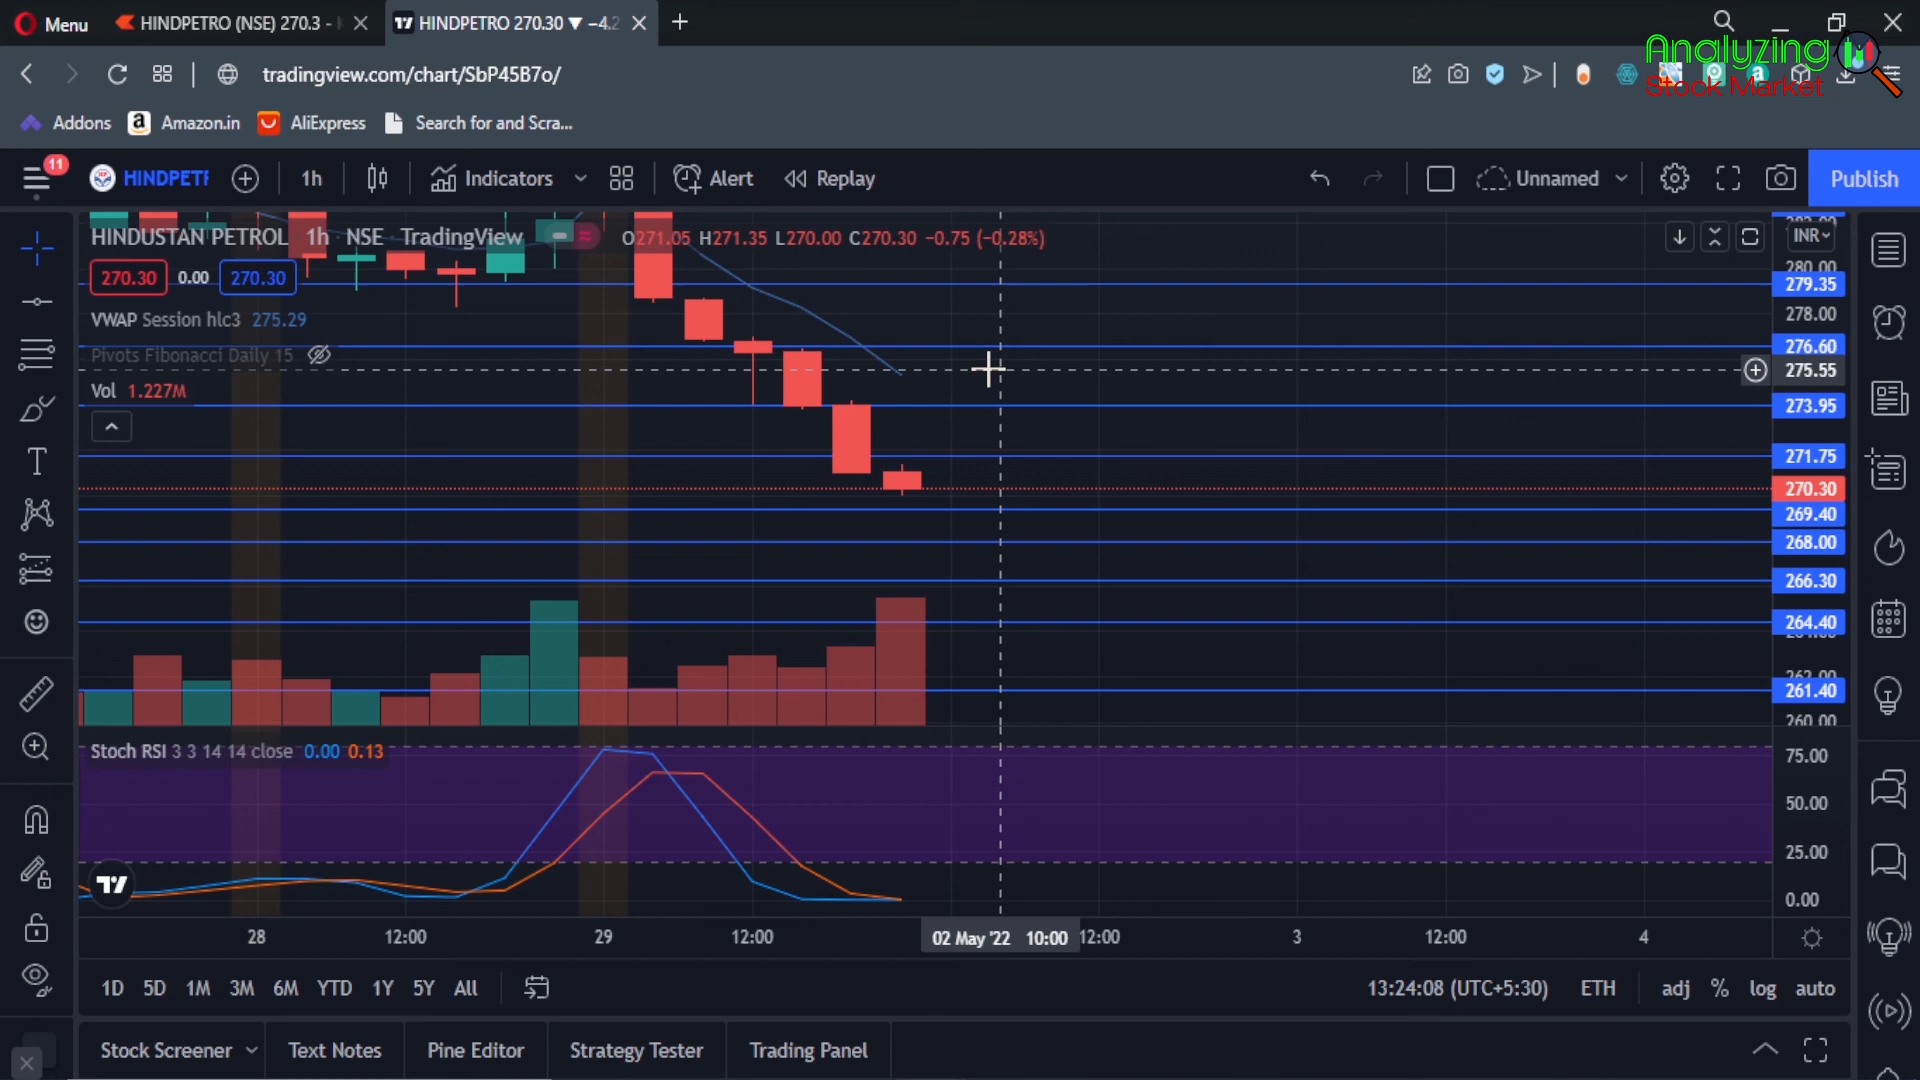 Menu
HINDPETRO (NSE) 270.3 -
HINDPETRO 270.30 ▼ −4.2
tradingview.com/chart/SbP45B7o/
Analyzing
Stock Market
Addons
Amazon.in
AliExpress
Search for and Scra...
11
HINDPETF
1h
Indicators
Alert
Replay
Unnamed
Publish
HINDUSTAN PETROL 1h NSE TradingView
O271.05 H271.35 L270.00 C270.30 −0.75 (−0.28%)
INR
270.30 0.00 270.30
VWAP Session hlc3 275.29
Pivots Fibonacci Daily 15
Vol 1.227M
280.00
279.35
278.00
276.60
275.55
273.95
271.75
270.30
269.40
268.00
266.30
264.40
261.40
260.00
Stoch RSI 3 3 14 14 close 0.00 0.13
75.00
50.00
25.00
0.00
28 12:00 29 12:00 02 May '22 10:00 12:00 3 12:00 4
1D 5D 1M 3M 6M YTD 1Y 5Y All
13:24:08 (UTC+5:30) ETH adj % log auto
Stock Screener Text Notes Pine Editor Strategy Tester Trading Panel